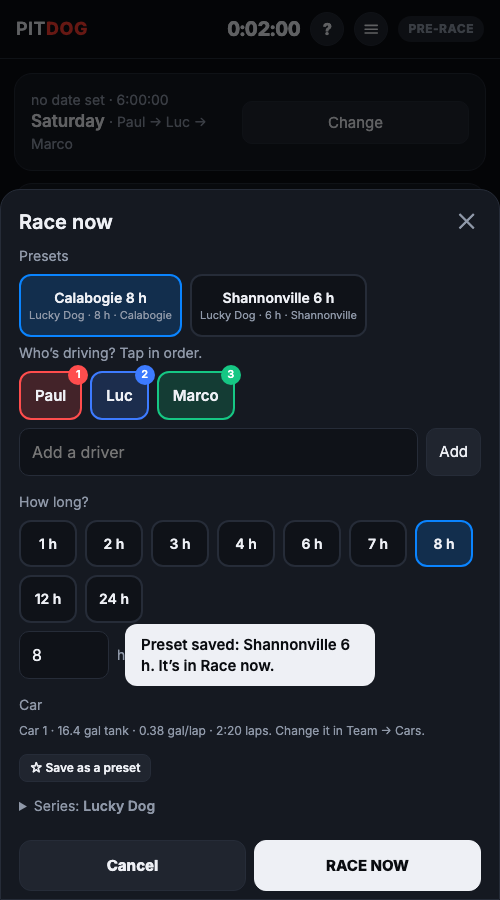 PITDOG
0:02:00
?
PRE-RACE
no date set · 6:00:00
Saturday · Paul → Luc →
Marco
Change
Race now
Presets
Calabogie 8 h
Lucky Dog · 8 h · Calabogie
Shannonville 6 h
Lucky Dog · 6 h · Shannonville
Who’s driving? Tap in order.
Paul
1
Luc
2
Marco
3
Add a driver
Add
How long?
1 h
2 h
3 h
4 h
6 h
7 h
8 h
12 h
24 h
8
h
Preset saved: Shannonville 6
h. It’s in Race now.
Car
Car 1 · 16.4 gal tank · 0.38 gal/lap · 2:20 laps. Change it in Team → Cars.
☆ Save as a preset
▶ Series: Lucky Dog
Cancel
RACE NOW